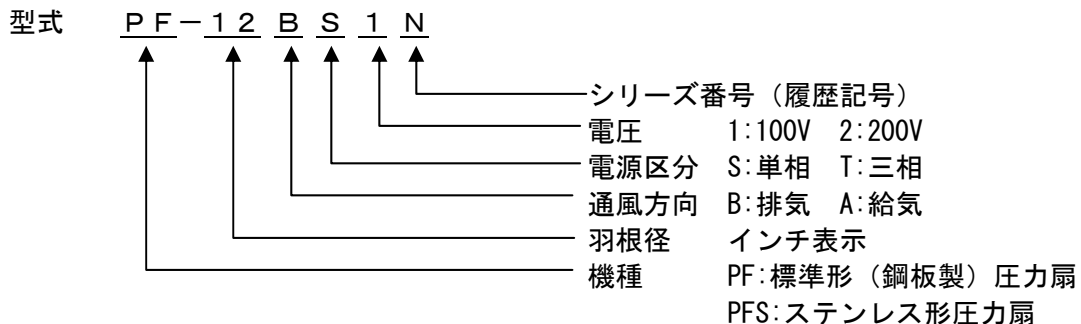 型式 ＰＦ－１２ＢＳ１Ｎ
シリーズ番号（履歴記号）
電圧 1:100V 2:200V
電源区分 S:単相 T:三相
通風方向 B:排気 A:給気
羽根径 インチ表示
機種 PF:標準形（鋼板製）圧力扇
PFS:ステンレス形圧力扇